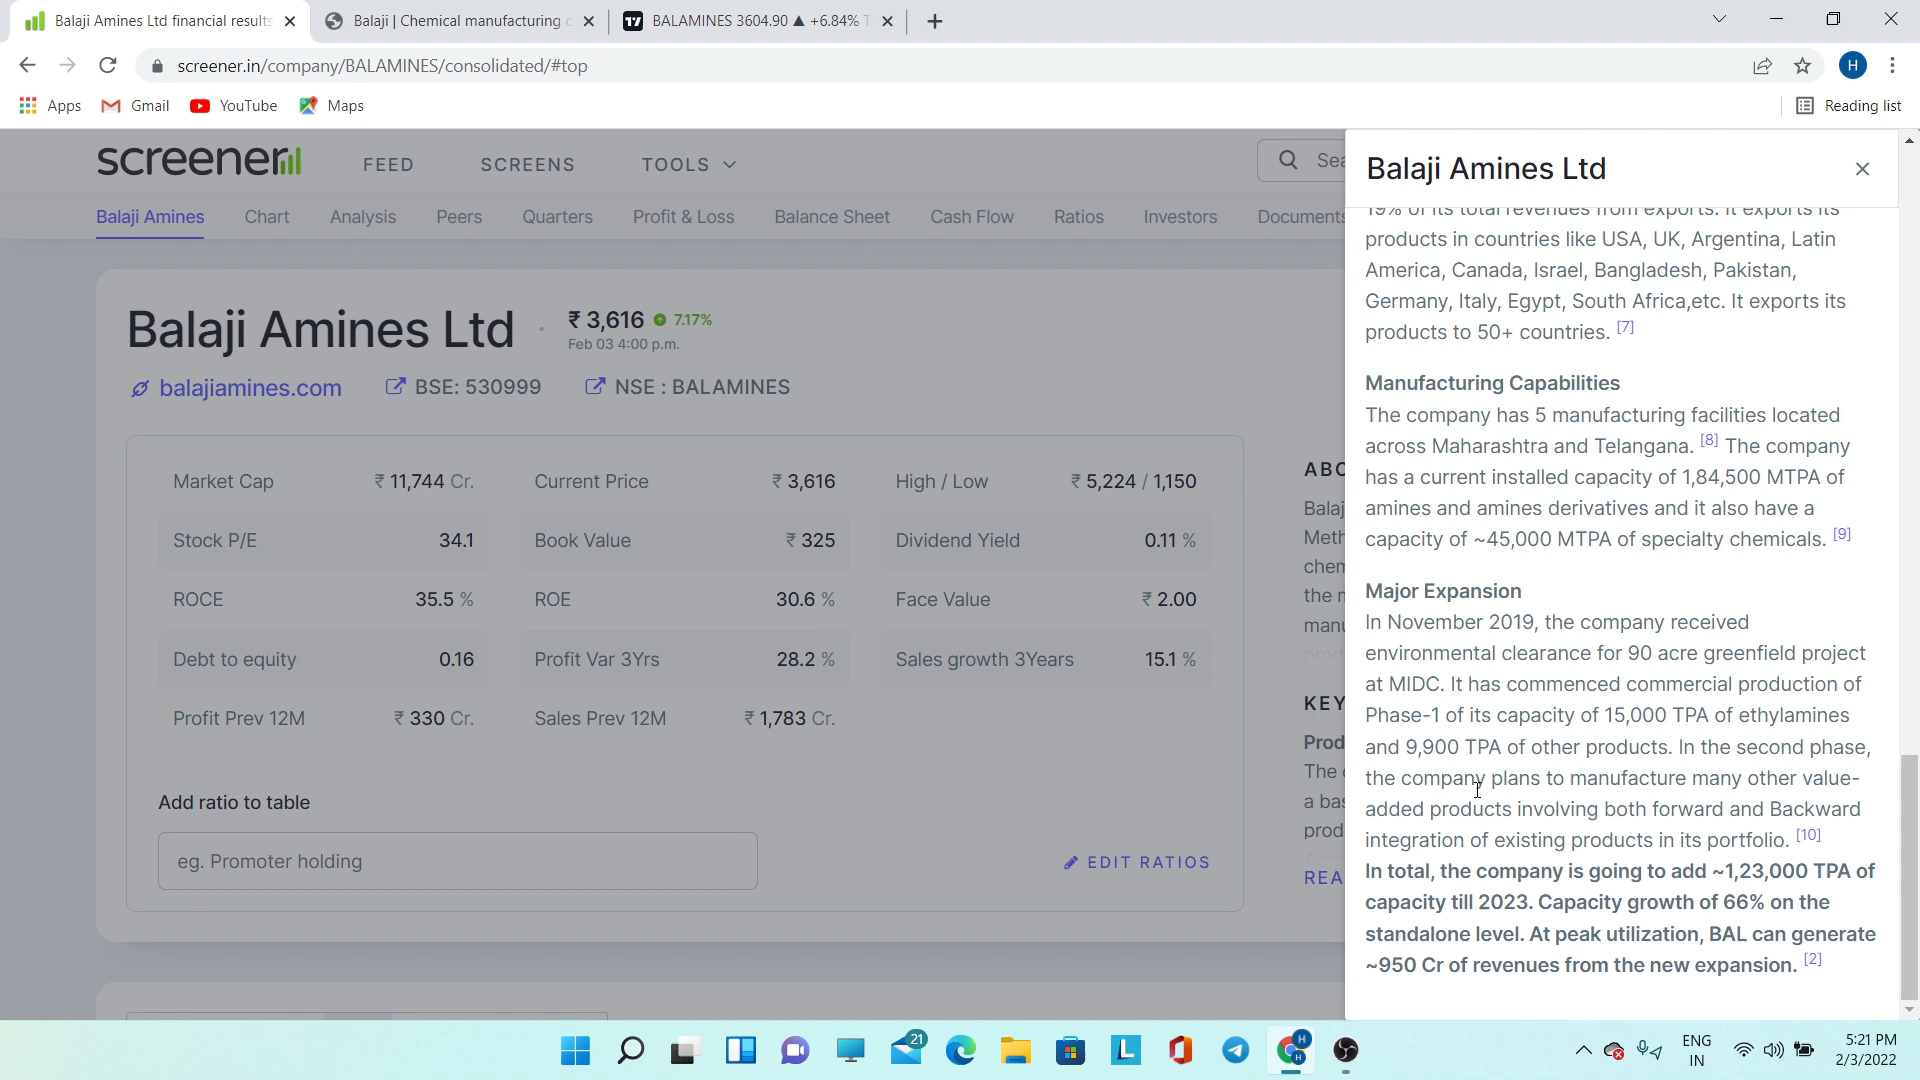 Balaji Amines Ltd financial results
Balaji | Chemical manufacturing
BALAMINES 3604.90 ▲ +6.84%
screener.in/company/BALAMINES/consolidated/#top
H
Apps
Gmail
YouTube
Maps
Reading list
screener
FEED
SCREENS
TOOLS
Balaji Amines
Chart
Analysis
Peers
Quarters
Profit & Loss
Balance Sheet
Cash Flow
Ratios
Investors
Documents
Balaji Amines Ltd
₹ 3,616 7.17%
Feb 03 4:00 p.m.
balajiamines.com
BSE: 530999
NSE : BALAMINES
Market Cap ₹ 11,744 Cr.
Current Price ₹ 3,616
High / Low ₹ 5,224 / 1,150
Stock P/E 34.1
Book Value ₹ 325
Dividend Yield 0.11 %
ROCE 35.5 %
ROE 30.6 %
Face Value ₹ 2.00
Debt to equity 0.16
Profit Var 3Yrs 28.2 %
Sales growth 3Years 15.1 %
Profit Prev 12M ₹ 330 Cr.
Sales Prev 12M ₹ 1,783 Cr.
Add ratio to table
eg. Promoter holding
EDIT RATIOS
Balaji Amines Ltd
19% of its total revenues from exports. It exports its
products in countries like USA, UK, Argentina, Latin
America, Canada, Israel, Bangladesh, Pakistan,
Germany, Italy, Egypt, South Africa,etc. It exports its
products to 50+ countries. [7]
Manufacturing Capabilities
The company has 5 manufacturing facilities located
across Maharashtra and Telangana. [8] The company
has a current installed capacity of 1,84,500 MTPA of
amines and amines derivatives and it also have a
capacity of ~45,000 MTPA of specialty chemicals. [9]
Major Expansion
In November 2019, the company received
environmental clearance for 90 acre greenfield project
at MIDC. It has commenced commercial production of
Phase-1 of its capacity of 15,000 TPA of ethylamines
and 9,900 TPA of other products. In the second phase,
the company plans to manufacture many other value-
added products involving both forward and Backward
integration of existing products in its portfolio. [10]
In total, the company is going to add ~1,23,000 TPA of
capacity till 2023. Capacity growth of 66% on the
standalone level. At peak utilization, BAL can generate
~950 Cr of revenues from the new expansion. [2]
21
ENG
IN
5:21 PM
2/3/2022